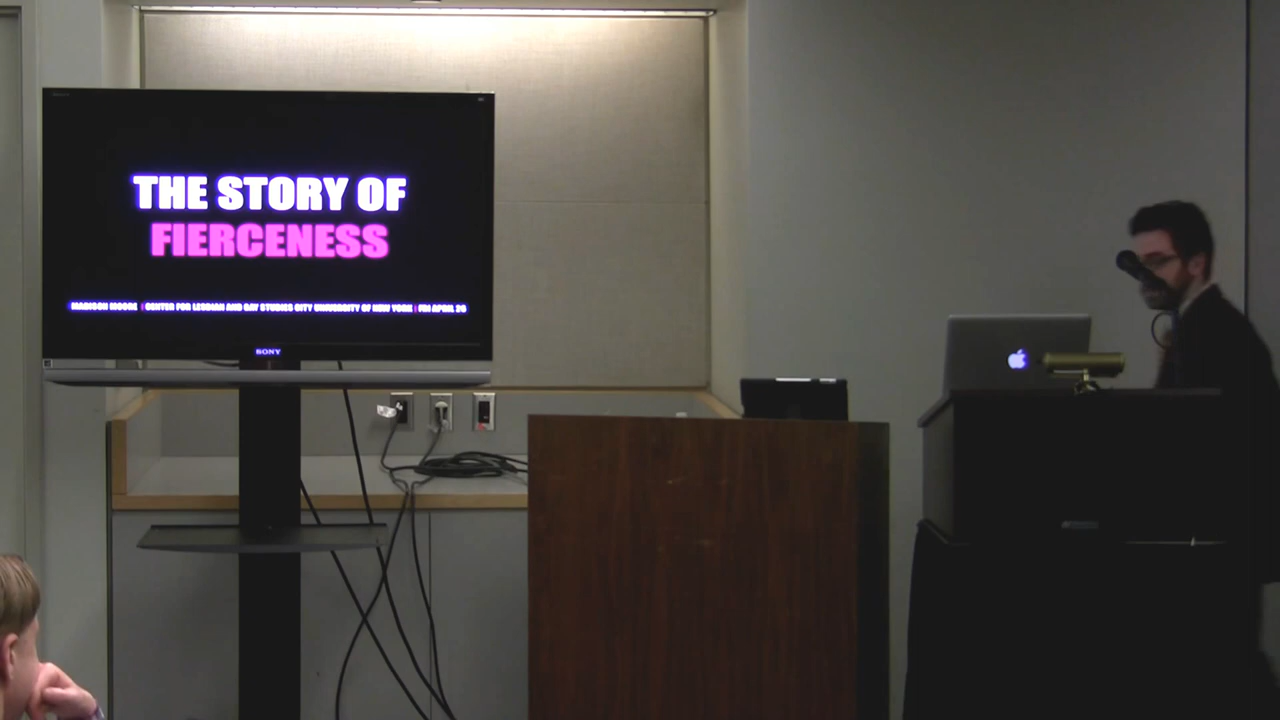 THE STORY OF
FIERCENESS
MADISON MOORE | CENTER FOR LESBIAN AND GAY STUDIES CITY UNIVERSITY OF NEW YORK | FRI APRIL 26
SONY